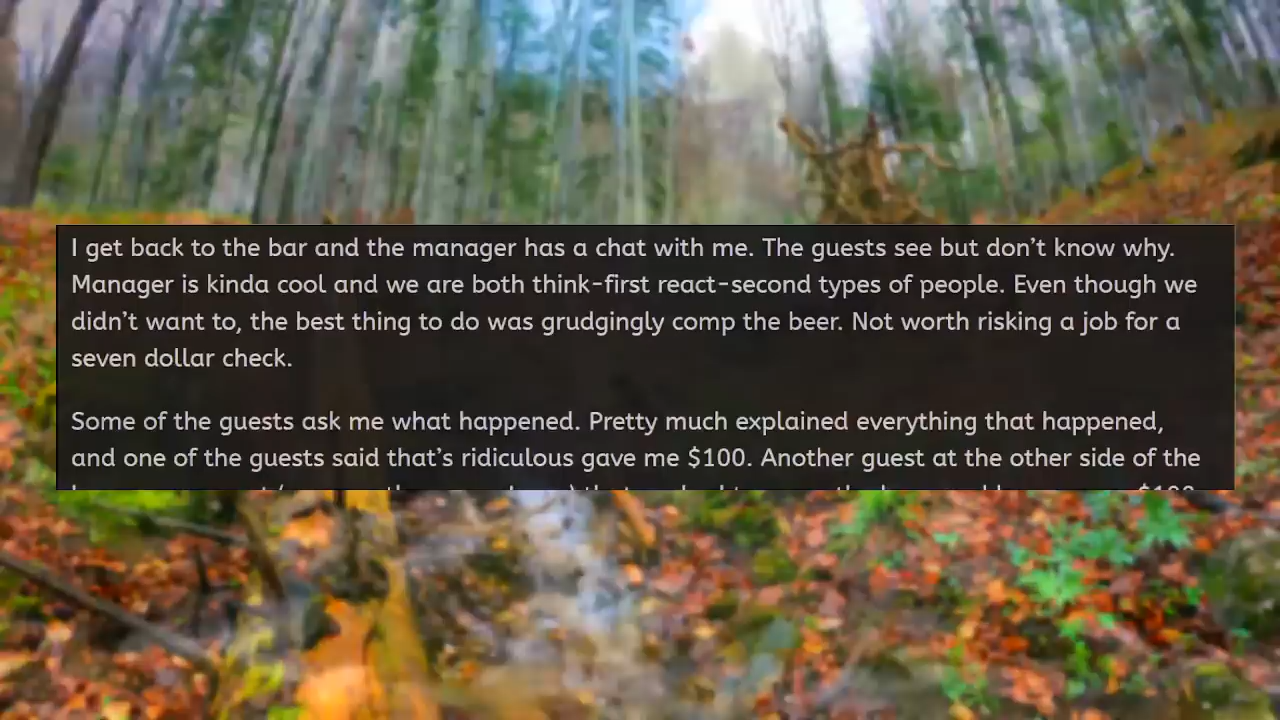 I get back to the bar and the manager has a chat with me. The guests see but don’t know why.
Manager is kinda cool and we are both think-first react-second types of people. Even though we
didn’t want to, the best thing to do was grudgingly comp the beer. Not worth risking a job for a
seven dollar check.
Some of the guests ask me what happened. Pretty much explained everything that happened,
and one of the guests said that’s ridiculous gave me $100. Another guest at the other side of the
$100